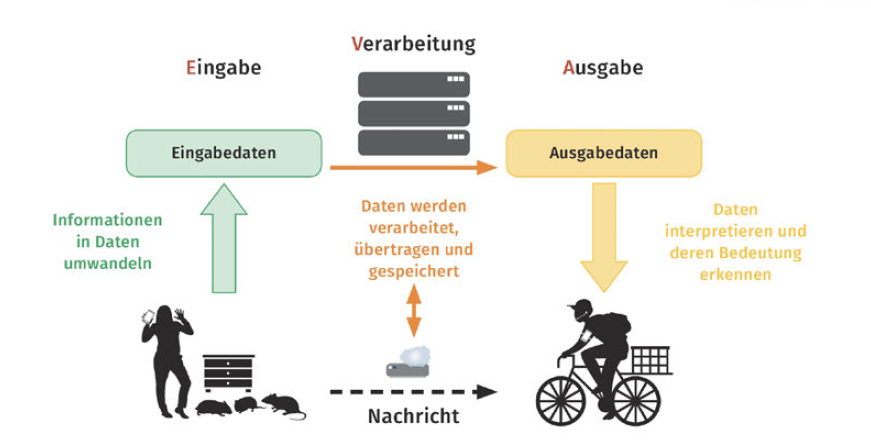 Verarbeitung
Eingabe
Ausgabe
Eingabedaten
Ausgabedaten
Informationen
in Daten
umwandeln
Daten werden
verarbeitet,
übertragen und
gespeichert
Daten
interpretieren und
deren Bedeutung
erkennen
Nachricht